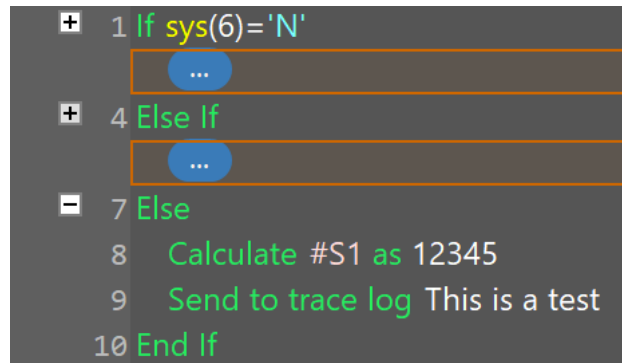 1 If sys(6)='N'
...
4 Else If
...
7 Else
8 Calculate #S1 as 12345
9 Send to trace log This is a test
10 End If